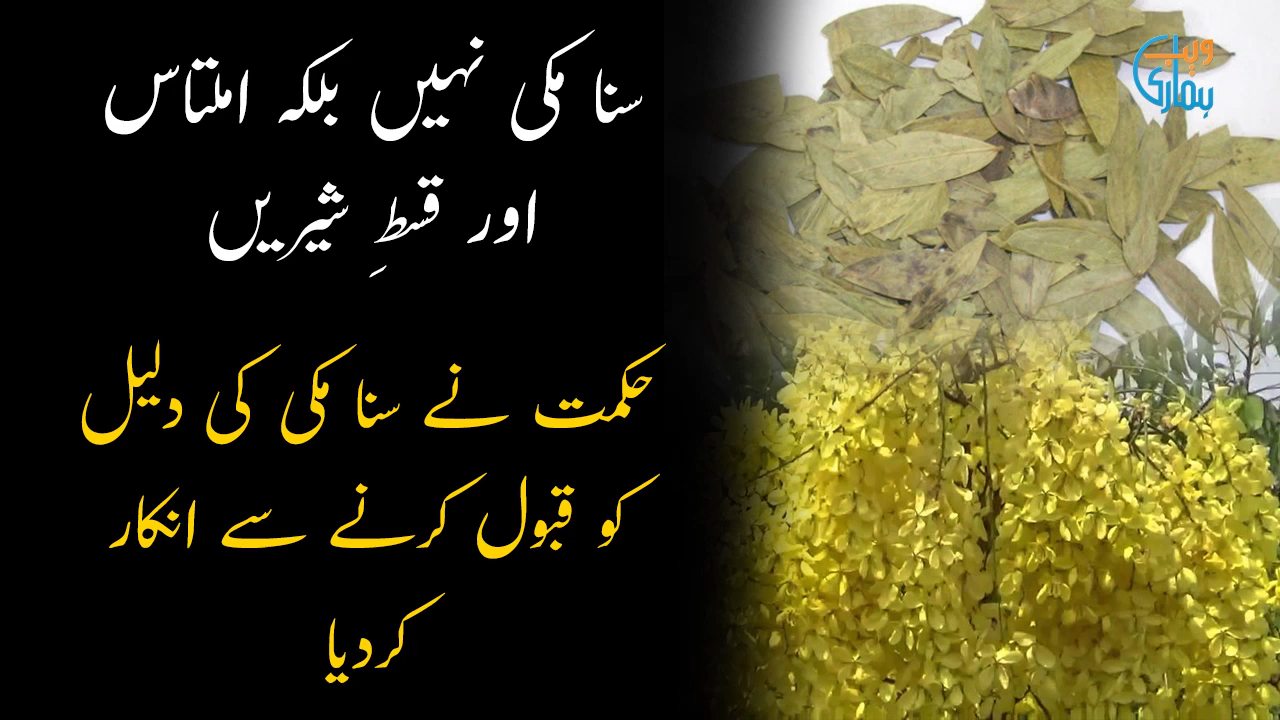 سنا مکی نہیں بلکہ املتاس
اور قسطِ شیریں
حکمت نے سنا مکی کی دلیل
کو قبول کرنے سے انکار
کردیا
ہماری ویب